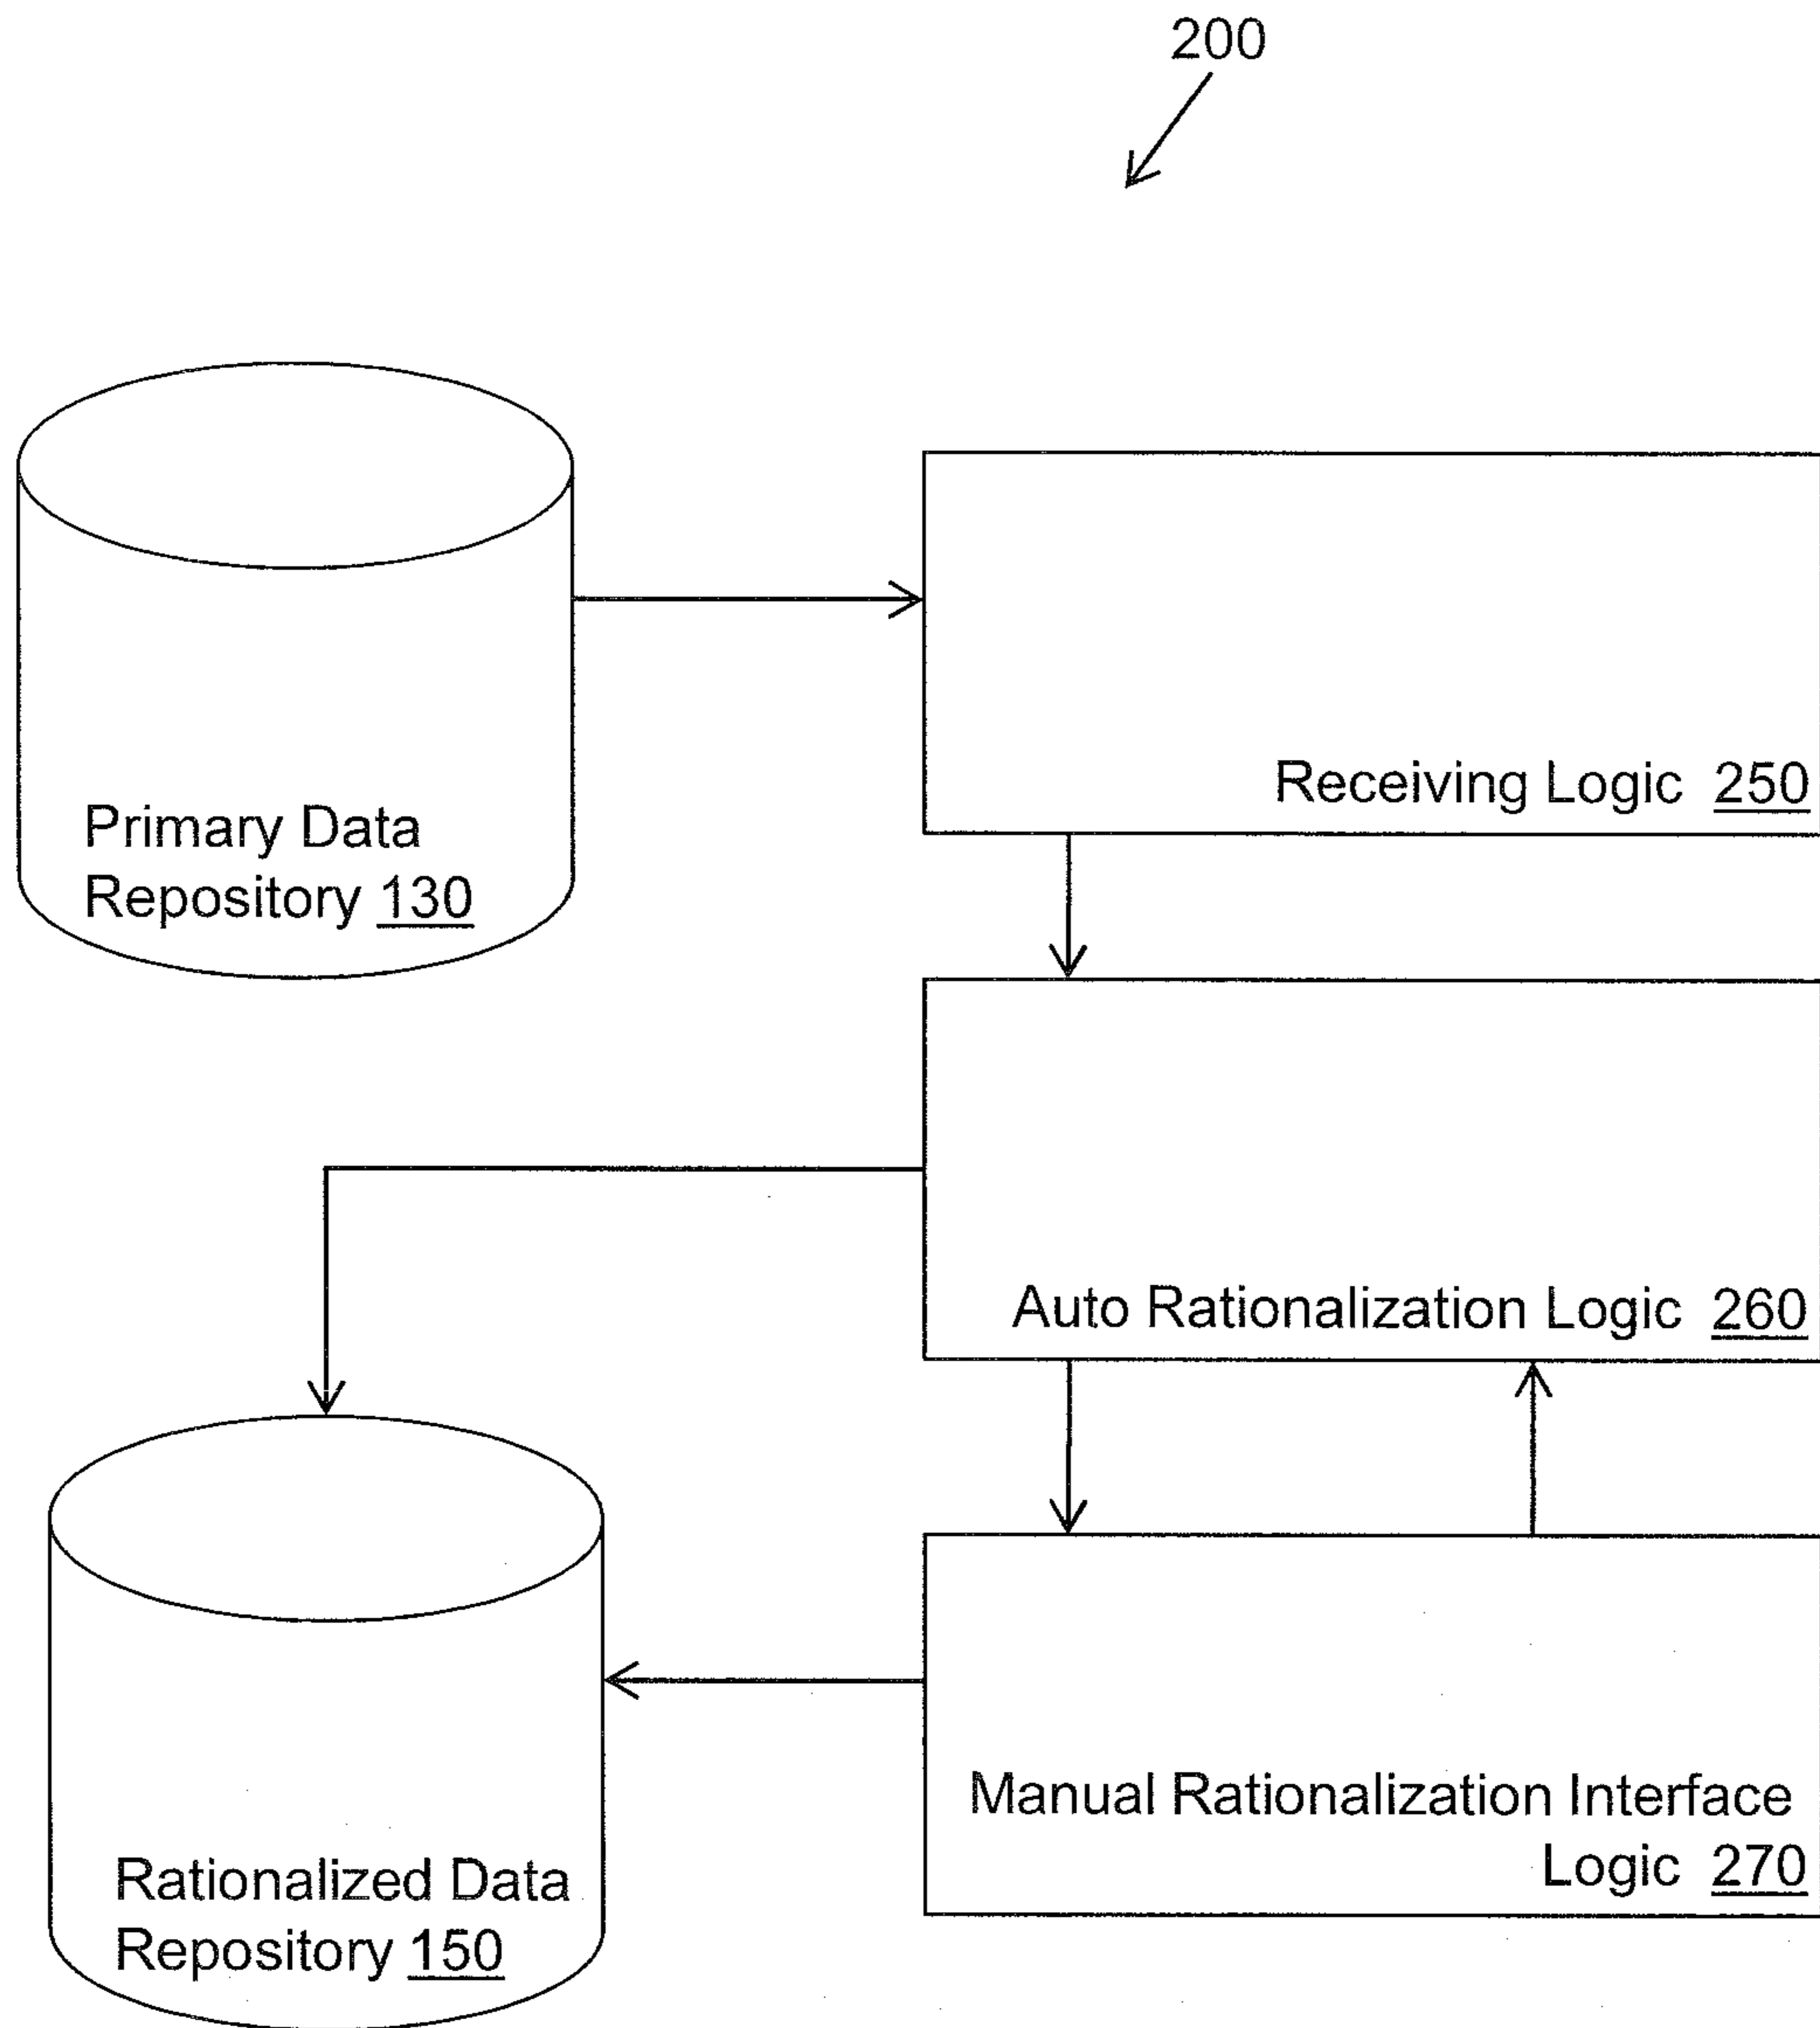 200
Receiving Logic 250
Primary Data
Repository 130
Auto Rationalization Logic 260
Manual Rationalization Interface
Logic 270
Rationalized Data
Repository 150